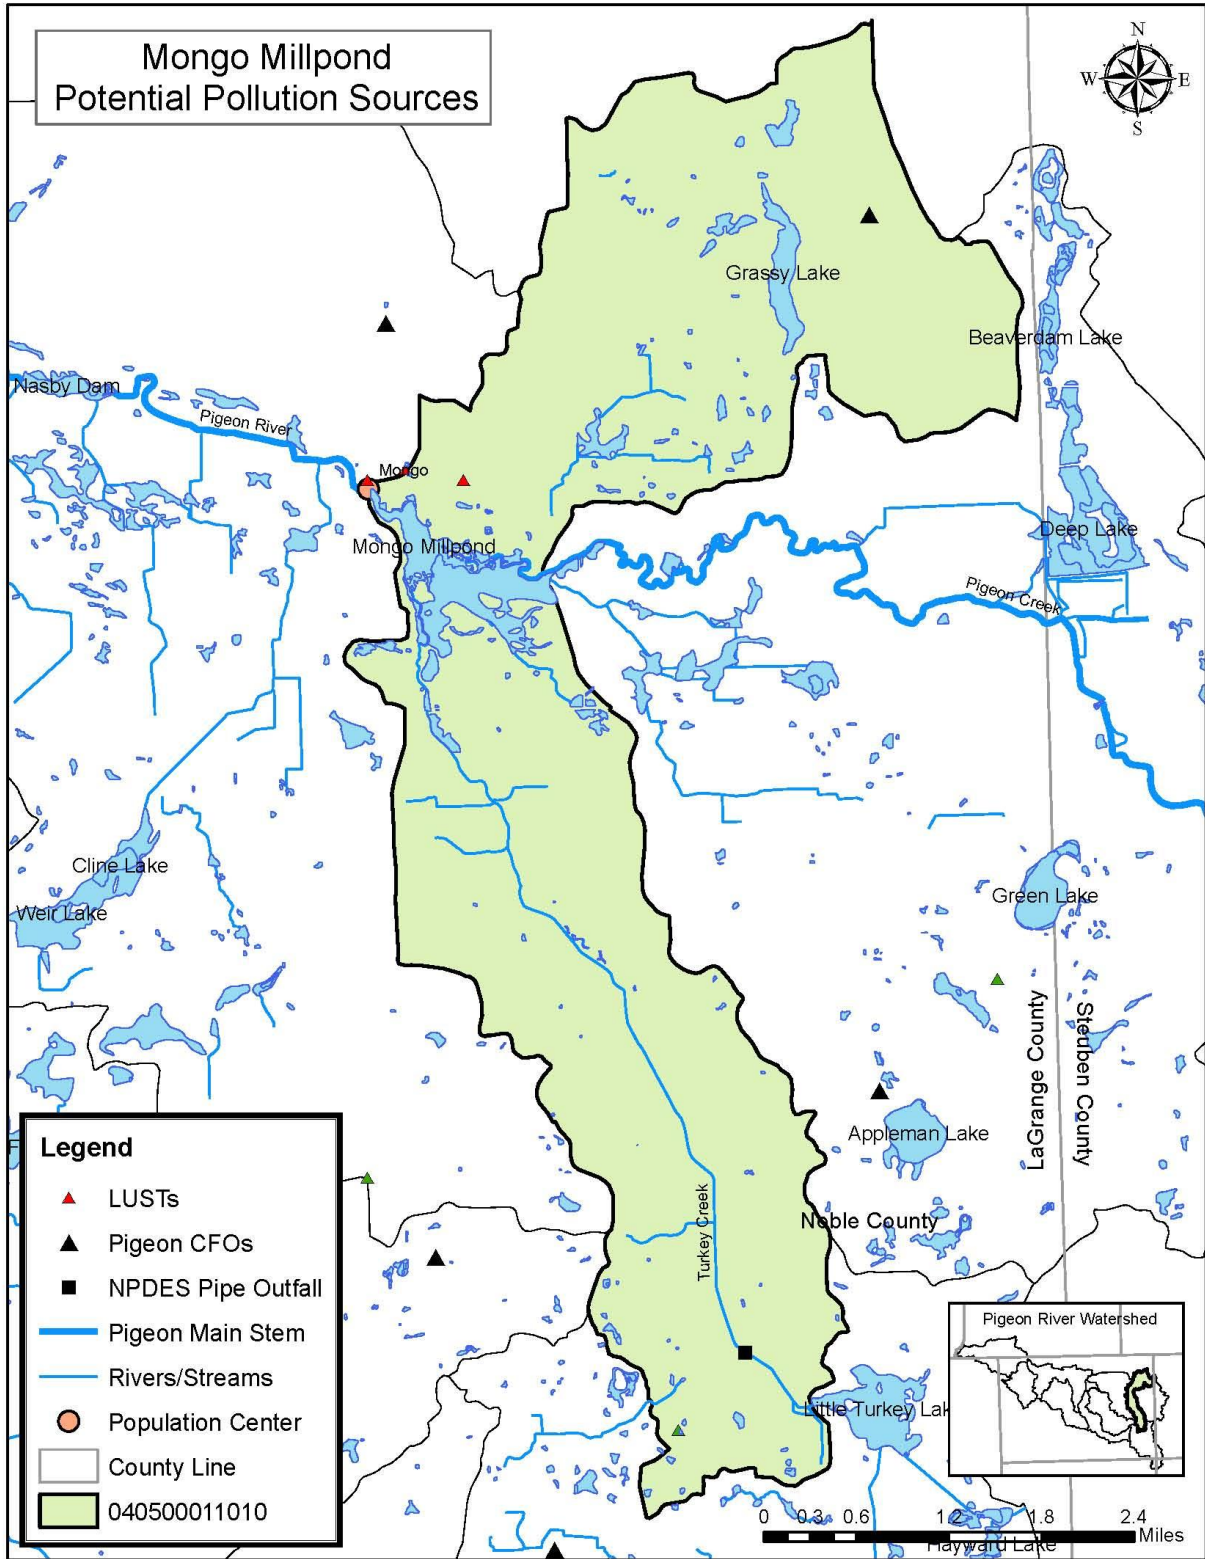 Mongo Millpond
Potential Pollution Sources
N
W E
S
Grassy Lake
Beaverdam Lake
Nasby Dam
Pigeon River
Mongo
Mongo Millpond
Deep Lake
Pigeon Creek
Cline Lake
Weir Lake
Green Lake
LaGrange County
Steuben County
Appleman Lake
Noble County
Turkey Creek
Little Turkey Lak
Hayward Lake
F
Legend
LUSTs
Pigeon CFOs
NPDES Pipe Outfall
Pigeon Main Stem
Rivers/Streams
Population Center
County Line
040500011010
Pigeon River Watershed
0 0.3 0.6 1.2 1.8 2.4
Miles